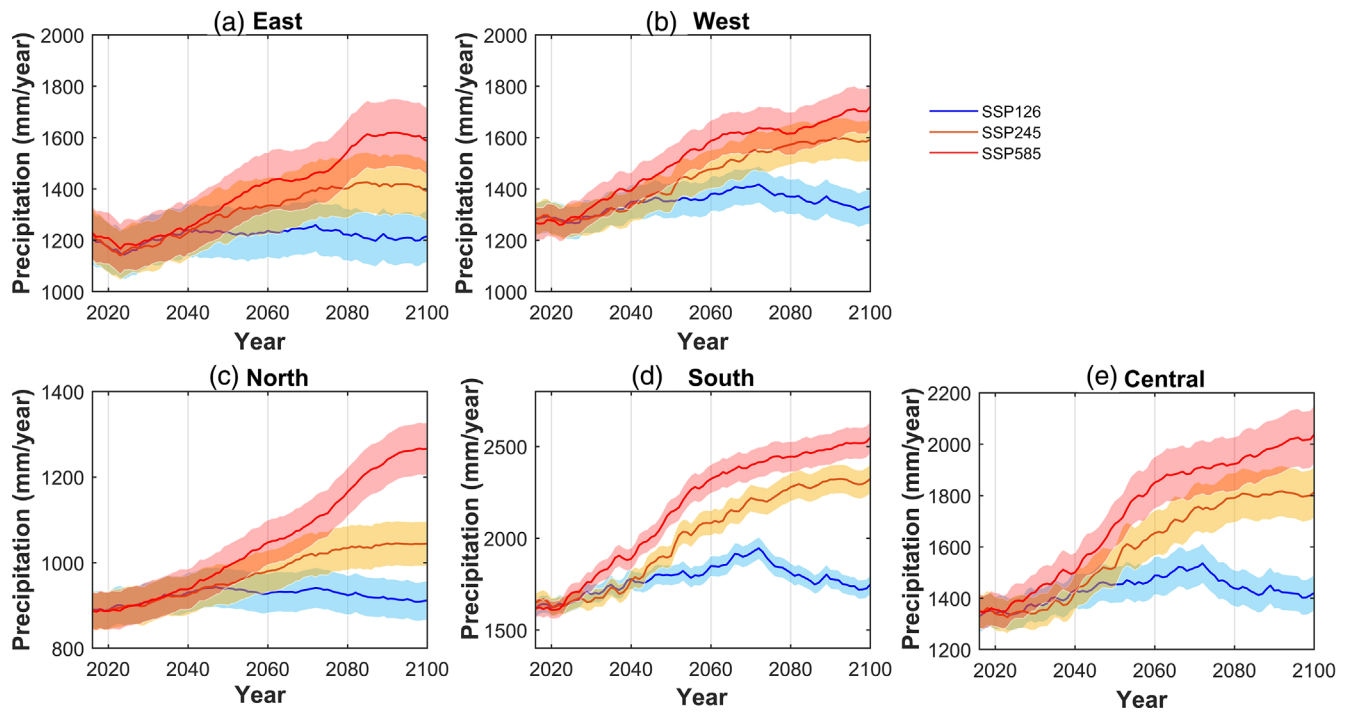 (a) East
Precipitation (mm/year)
2000
1800
1600
1400
1200
1000
2020 2040 2060 2080 2100
Year
(b) West
Precipitation (mm/year)
2000
1800
1600
1400
1200
1000
2020 2040 2060 2080 2100
Year
SSP126
SSP245
SSP585
(c) North
Precipitation (mm/year)
1400
1200
1000
800
2020 2040 2060 2080 2100
Year
(d) South
Precipitation (mm/year)
2500
2000
1500
2020 2040 2060 2080 2100
Year
(e) Central
Precipitation (mm/year)
2200
2000
1800
1600
1400
1200
2020 2040 2060 2080 2100
Year